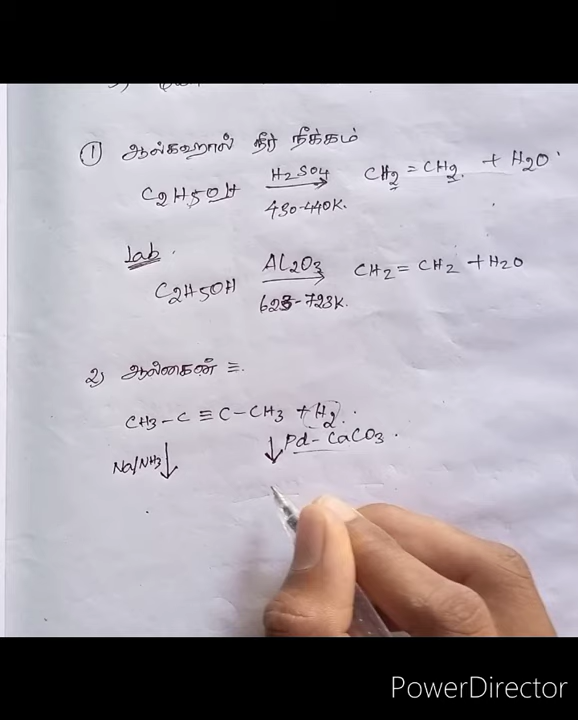 ① ஆல்கஹால் நீர் நீக்கம்
C2H5OH H2SO4 → 430-440K. CH2 = CH2 + H2O
Lab.
C2H5OH Al2O3 → 623-723K. CH2 = CH2 + H2O
2) ஆல்கைன் ≡.
CH3 - C ≡ C - CH3 + H2.
Na/NH3 ↓ ↓ Pd - CaCO3.
PowerDirector